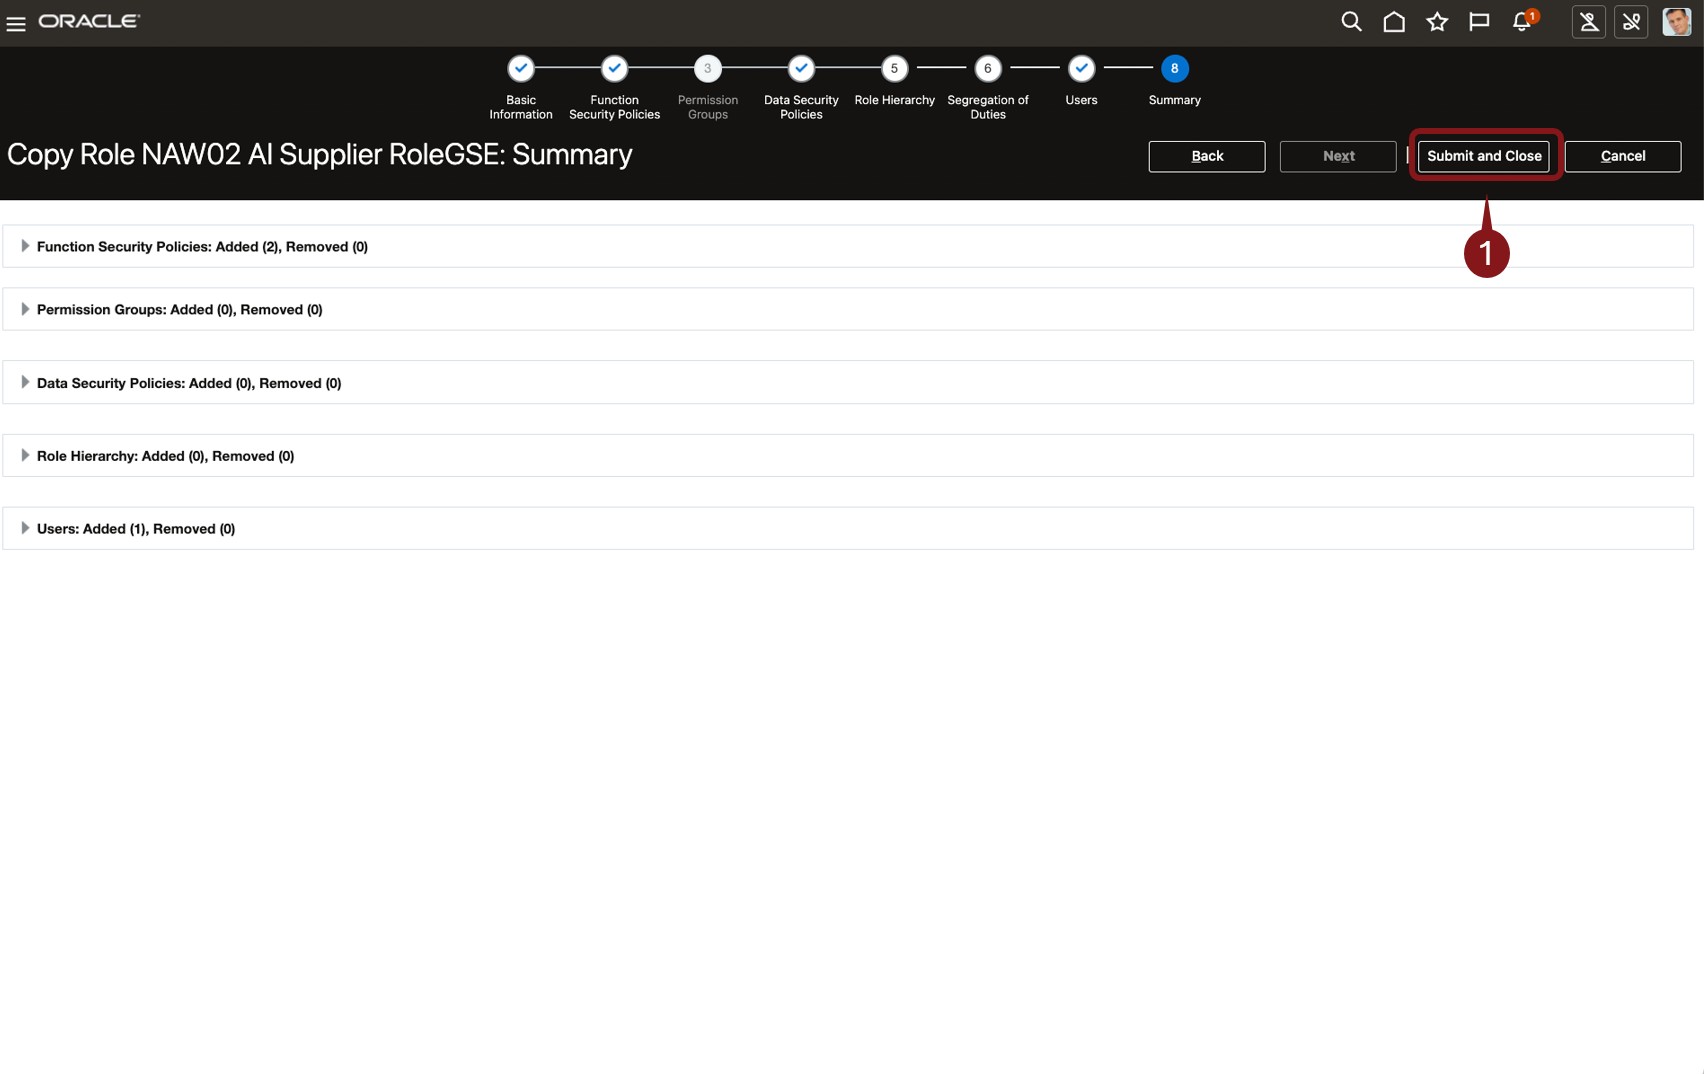 ORACLE
1
3
5
6
8
Basic
Information
Function
Security Policies
Permission
Groups
Data Security
Policies
Role Hierarchy
Segregation of
Duties
Users
Summary
Copy Role NAW02 AI Supplier RoleGSE: Summary
Back
Next
Submit and Close
Cancel
1
Function Security Policies: Added (2), Removed (0)
Permission Groups: Added (0), Removed (0)
Data Security Policies: Added (0), Removed (0)
Role Hierarchy: Added (0), Removed (0)
Users: Added (1), Removed (0)